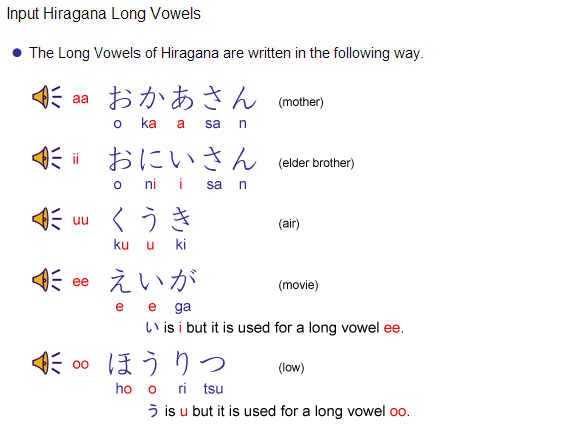 Input Hiragana Long Vowels
The Long Vowels of Hiragana are written in the following way.
aa おかあさん (mother)
o ka a sa n
ii おにいさん (elder brother)
o ni i sa n
uu くうき (air)
ku u ki
ee えいが (movie)
e e ga
い is i but it is used for a long vowel ee.
oo ほうりつ (low)
ho o ri tsu
う is u but it is used for a long vowel oo.